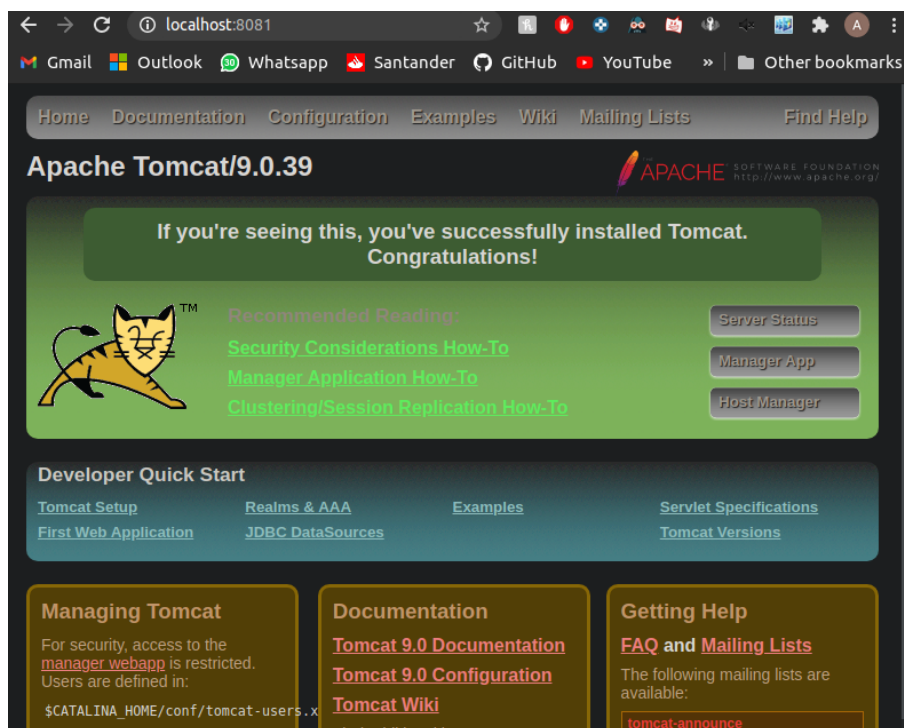 localhost:8081
A
Gmail Outlook Whatsapp Santander GitHub YouTube » Other bookmarks
Home Documentation Configuration Examples Wiki Mailing Lists Find Help
Apache Tomcat/9.0.39
THE
APACHE SOFTWARE FOUNDATION
http://www.apache.org/
If you're seeing this, you've successfully installed Tomcat.
Congratulations!
TM
Recommended Reading:
Security Considerations How-To
Manager Application How-To
Clustering/Session Replication How-To
Server Status
Manager App
Host Manager
Developer Quick Start
Tomcat Setup Realms & AAA Examples Servlet Specifications
First Web Application JDBC DataSources Tomcat Versions
Managing Tomcat
For security, access to the
manager webapp is restricted.
Users are defined in:
$CATALINA_HOME/conf/tomcat-users.x
Documentation
Tomcat 9.0 Documentation
Tomcat 9.0 Configuration
Tomcat Wiki
Getting Help
FAQ and Mailing Lists
The following mailing lists are
available:
tomcat-announce